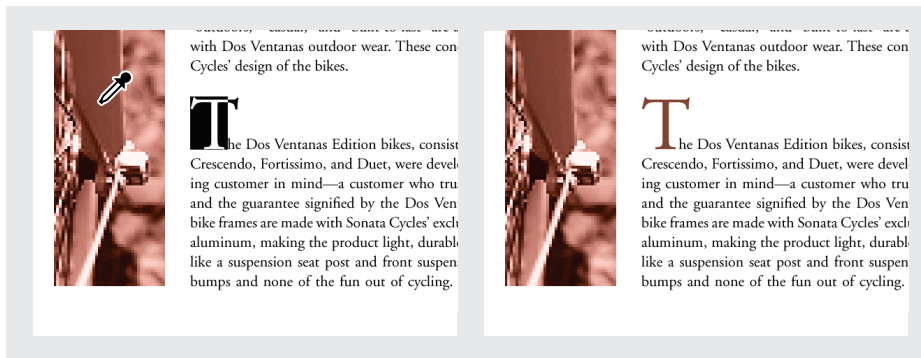 with Dos Ventanas outdoor wear. These con
Cycles’ design of the bikes.
The Dos Ventanas Edition bikes, consist
Crescendo, Fortissimo, and Duet, were devel
ing customer in mind—a customer who tru
and the guarantee signified by the Dos Ven
bike frames are made with Sonata Cycles’ exclu
aluminum, making the product light, durabl
like a suspension seat post and front suspen
bumps and none of the fun out of cycling.
with Dos Ventanas outdoor wear. These con
Cycles’ design of the bikes.
The Dos Ventanas Edition bikes, consist
Crescendo, Fortissimo, and Duet, were devel
ing customer in mind—a customer who tru
and the guarantee signified by the Dos Ven
bike frames are made with Sonata Cycles’ exclu
aluminum, making the product light, durabl
like a suspension seat post and front suspen
bumps and none of the fun out of cycling.